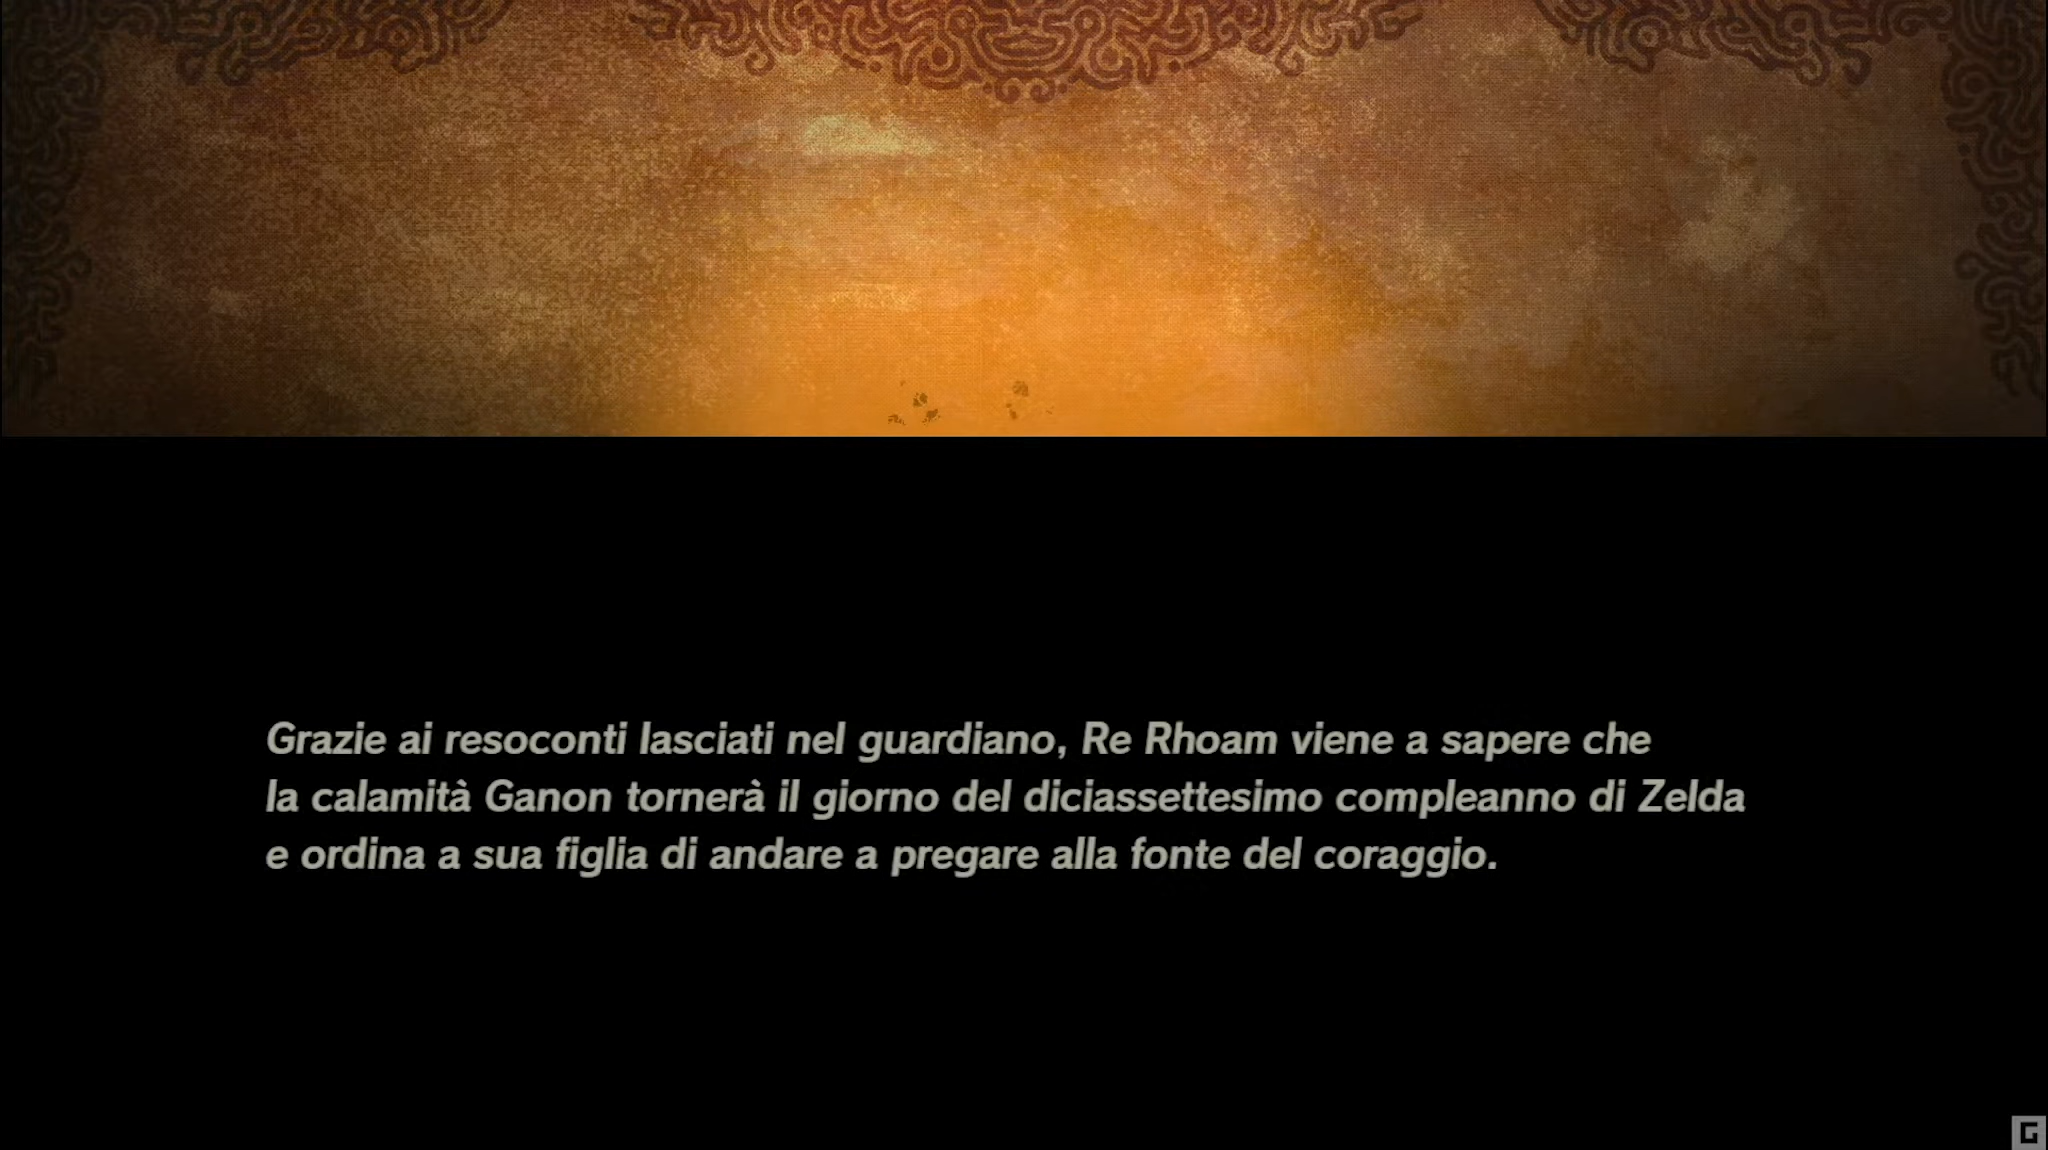 Grazie ai resoconti lasciati nel guardiano, Re Rhoam viene a sapere che
la calamità Ganon tornerà il giorno del diciassettesimo compleanno di Zelda
e ordina a sua figlia di andare a pregare alla fonte del coraggio.
G